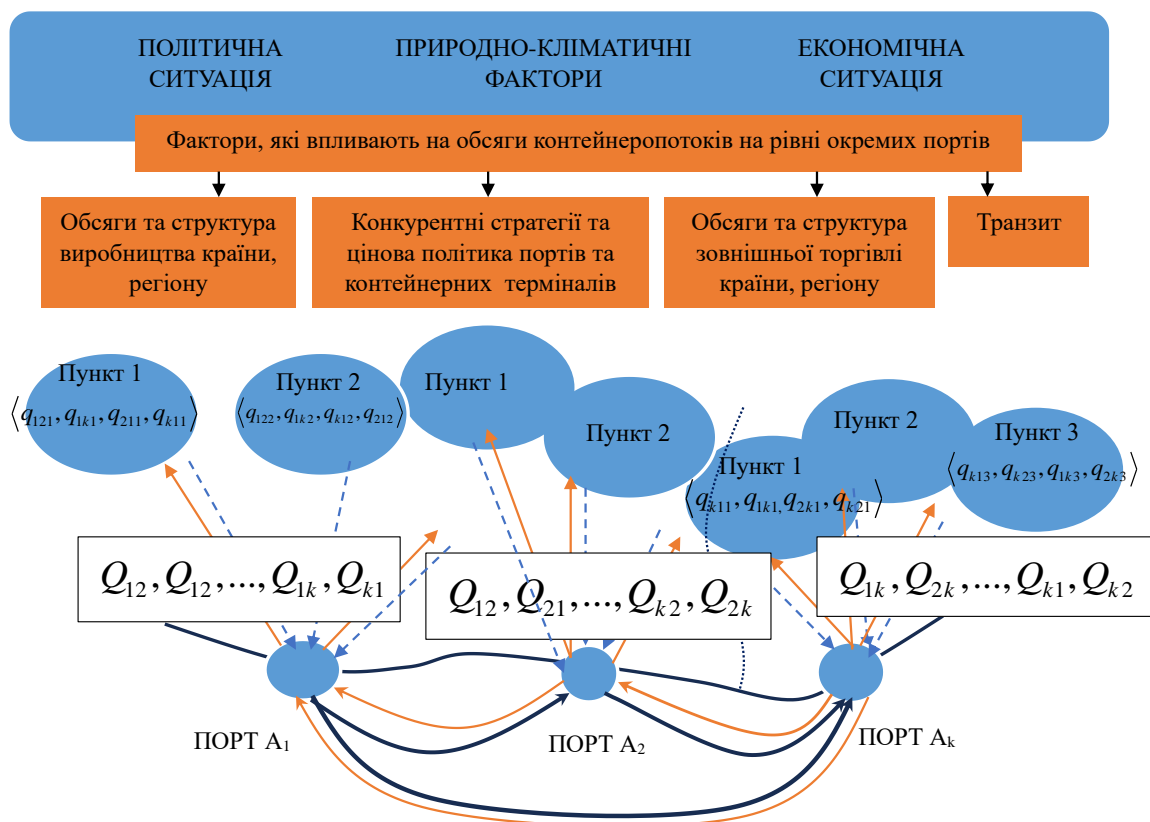 ПОЛІТИЧНА
СИТУАЦІЯ
ПРИРОДНО-КЛІМАТИЧНІ
ФАКТОРИ
ЕКОНОМІЧНА
СИТУАЦІЯ
Фактори, які впливають на обсяги контейнеропотоків на рівні окремих портів
Обсяги та структура
виробництва країни,
регіону
Конкурентні стратегії та
цінова політика портів та
контейнерних терміналів
Обсяги та структура
зовнішньої торгівлі
країни, регіону
Транзит
Пункт 1
⟨q₁₂₁, q₁ₖ₁, q₂₁₁, qₖ₁₁⟩
Пункт 2
⟨q₁₂₂, q₁ₖ₂, qₖ₁₂, q₂₁₂⟩
Пункт 1
Пункт 2
Пункт 1
⟨qₖ₁₁, q₁ₖ₁, q₂ₖ₁, qₖ₂₁⟩
Пункт 2
Пункт 3
⟨qₖ₁₃, qₖ₂₃, q₁ₖ₃, q₂ₖ₃⟩
Q₁₂, Q₁₂, ..., Q₁ₖ, Qₖ₁
Q₁₂, Q₂₁, ..., Qₖ₂, Q₂ₖ
Q₁ₖ, Q₂ₖ, ..., Qₖ₁, Qₖ₂
ПОРТ А₁
ПОРТ А₂
ПОРТ Аₖ